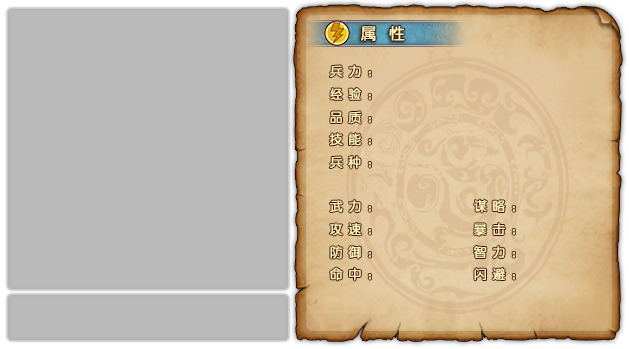 属性
兵力：
经验：
品质：
技能：
兵种：
武力： 谋略：
攻速： 暴击：
防御： 智力：
命中： 闪避：